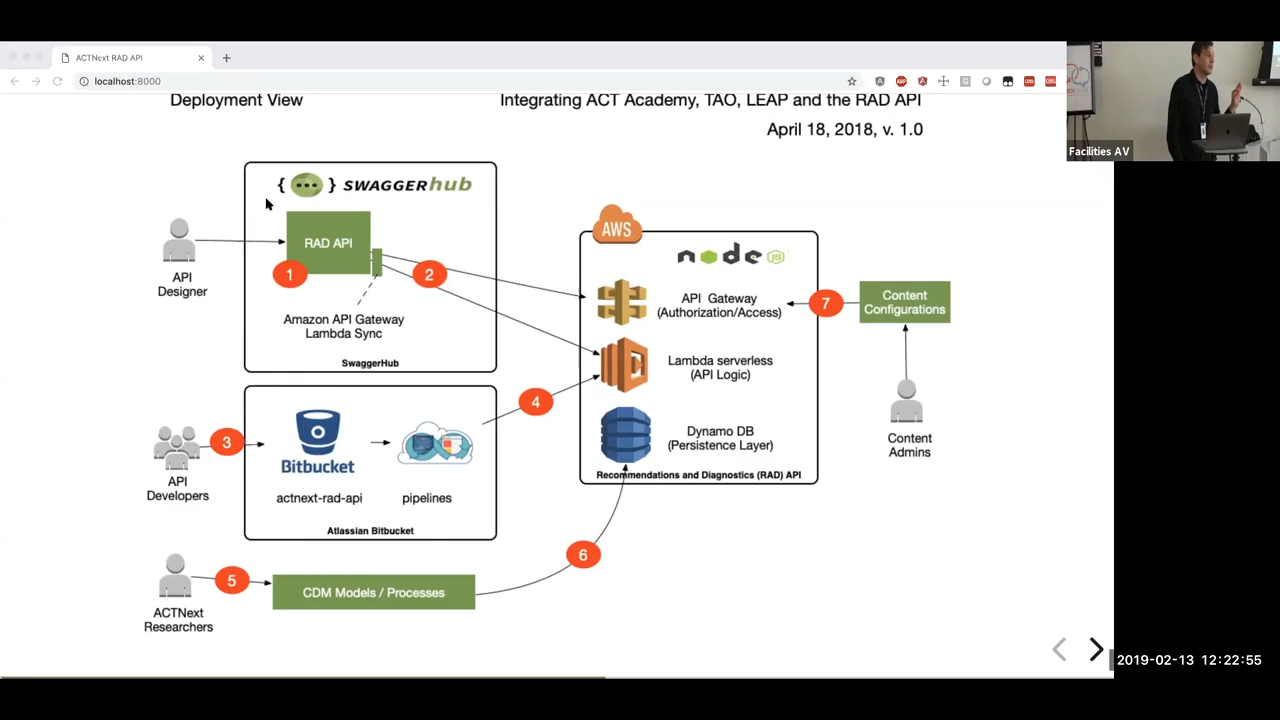 ACTNext RAD API
localhost:8000
Facilities AV
Deployment View
Integrating ACT Academy, TAO, LEAP and the RAD API
April 18, 2018, v. 1.0
{ ... } SWAGGERhub
RAD API
1
2
Amazon API Gateway
Lambda Sync
SwaggerHub
API
Designer
AWS
node JS
API Gateway
(Authorization/Access)
Lambda serverless
(API Logic)
Dynamo DB
(Persistence Layer)
Recommendations and Diagnostics (RAD) API
7
Content
Configurations
Content
Admins
3
4
API
Developers
Bitbucket
actnext-rad-api
pipelines
Atlassian Bitbucket
5
6
CDM Models / Processes
ACTNext
Researchers
2019-02-13 12:22:55